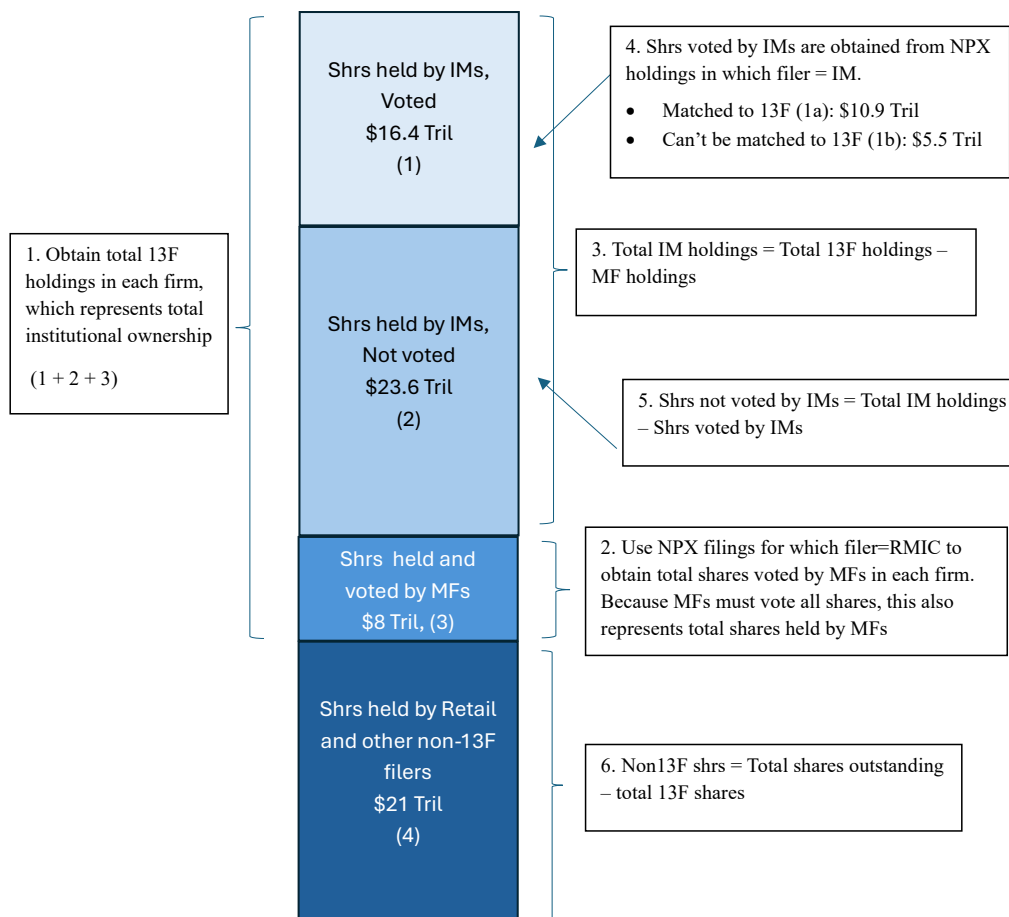 Shrs held by IMs,
Voted
$16.4 Tril
(1)
4. Shrs voted by IMs are obtained from NPX
holdings in which filer = IM.
• Matched to 13F (1a): $10.9 Tril
• Can’t be matched to 13F (1b): $5.5 Tril
1. Obtain total 13F
holdings in each firm,
which represents total
institutional ownership
(1 + 2 + 3)
3. Total IM holdings = Total 13F holdings –
MF holdings
Shrs held by IMs,
Not voted
$23.6 Tril
(2)
5. Shrs not voted by IMs = Total IM holdings
– Shrs voted by IMs
Shrs held and
voted by MFs
$8 Tril, (3)
2. Use NPX filings for which filer=RMIC to
obtain total shares voted by MFs in each firm.
Because MFs must vote all shares, this also
represents total shares held by MFs
Shrs held by Retail
and other non-13F
filers
$21 Tril
(4)
6. Non13F shrs = Total shares outstanding
– total 13F shares